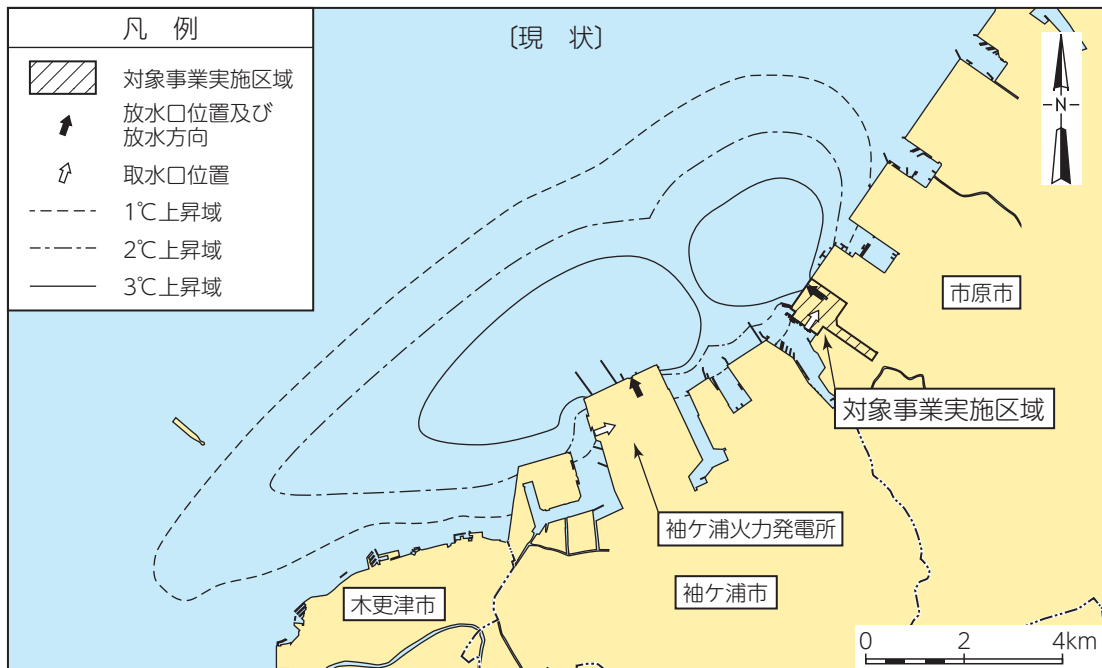 凡 例
対象事業実施区域
放水口位置及び
放水方向
取水口位置
1℃上昇域
2℃上昇域
3℃上昇域
〔現 状〕
N
市原市
対象事業実施区域
袖ケ浦火力発電所
袖ケ浦市
木更津市
0 2 4km